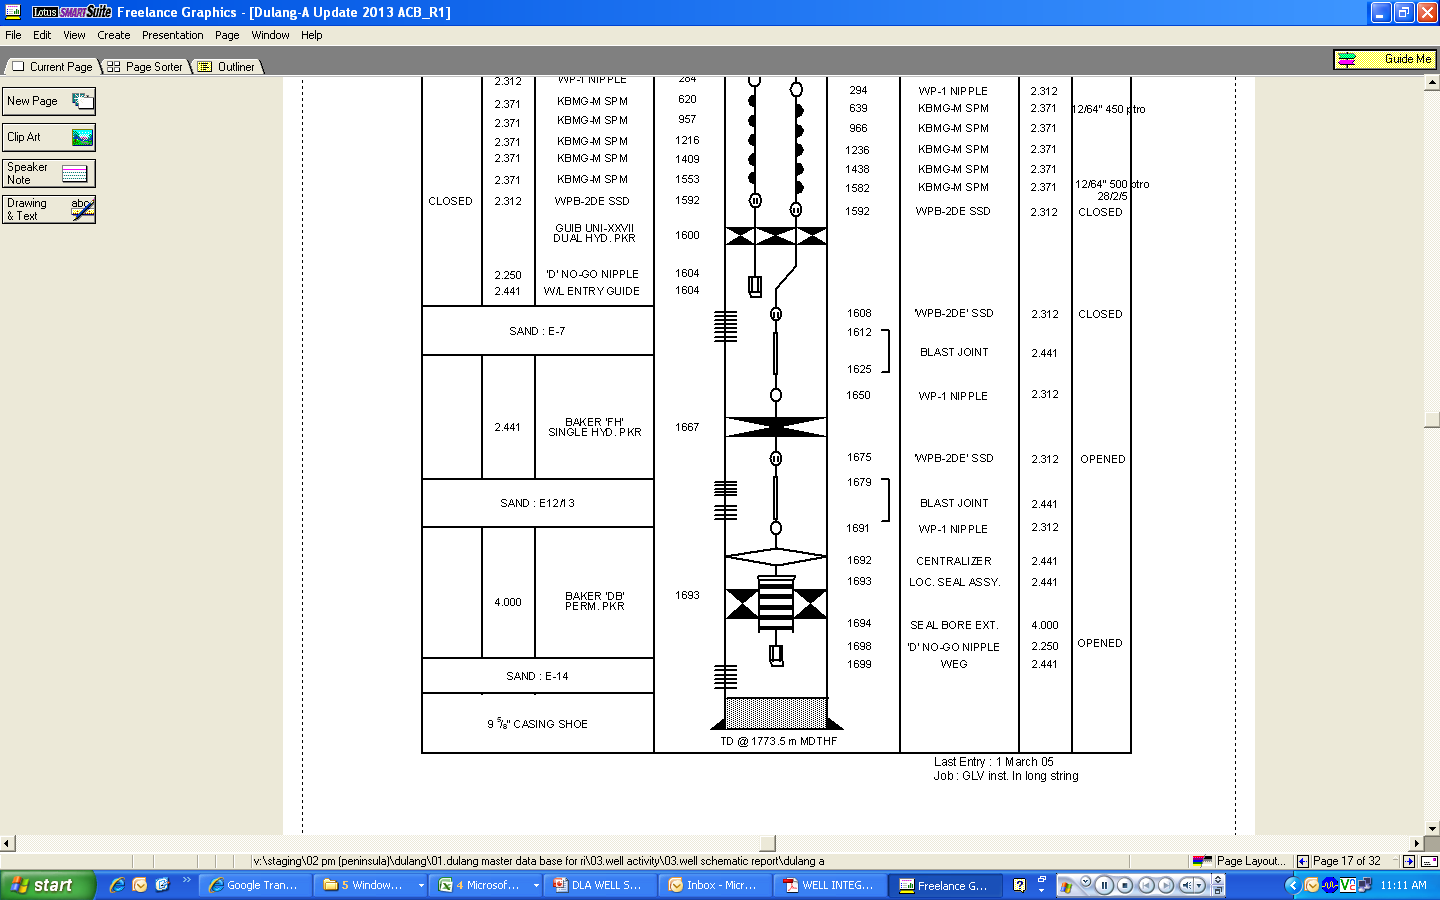 Lotus SMARTSuite Freelance Graphics - [Dulang-A Update 2013 ACB_R1]
File Edit View Create Presentation Page Window Help
Current Page Page Sorter Outliner Guide Me
New Page
Clip Art
Speaker
Note
Drawing
& Text
abc
2.312 WP-1 NIPPLE 284
294 WP-1 NIPPLE 2.312
2.371 KBMG-M SPM 620
639 KBMG-M SPM 2.371 12/64" 450 ptro
2.371 KBMG-M SPM 957
966 KBMG-M SPM 2.371
2.371 KBMG-M SPM 1216
1236 KBMG-M SPM 2.371
2.371 KBMG-M SPM 1409
1438 KBMG-M SPM 2.371
2.371 KBMG-M SPM 1553
1582 KBMG-M SPM 2.371 12/64" 500 ptro
28/2/5
CLOSED 2.312 WPB-2DE SSD 1592
1592 WPB-2DE SSD 2.312 CLOSED
GUIB UNI-XXVII
DUAL HYD. PKR
1600
2.250 'D' NO-GO NIPPLE 1604
2.441 W/L ENTRY GUIDE 1604
1608 'WPB-2DE' SSD 2.312 CLOSED
SAND : E-7
1612
BLAST JOINT 2.441
1625
1650 WP-1 NIPPLE 2.312
2.441 BAKER 'FH'
SINGLE HYD. PKR
1667
1675 'WPB-2DE' SSD 2.312 OPENED
1679
SAND : E12/13
BLAST JOINT 2.441
1691 WP-1 NIPPLE 2.312
1692 CENTRALIZER 2.441
1693 LOC. SEAL ASSY. 2.441
4.000 BAKER 'DB'
PERM. PKR
1693
1694 SEAL BORE EXT. 4.000
1698 'D' NO-GO NIPPLE 2.250 OPENED
1699 WEG 2.441
SAND : E-14
9 5/8" CASING SHOE
TD @ 1773.5 m MDTHF
Last Entry : 1 March 05
Job : GLV inst. In long string
v:\staging\02 pm (peninsula)\dulang\01.dulang master data base for ri\03.well activity\03.well schematic report\dulang a
Page Layout... Page 17 of 32
start Google Tran... 5 Window... 4 Microsof... DLA WELL S... Inbox - Micr... WELL INTEG... Freelance G... 11:11 AM